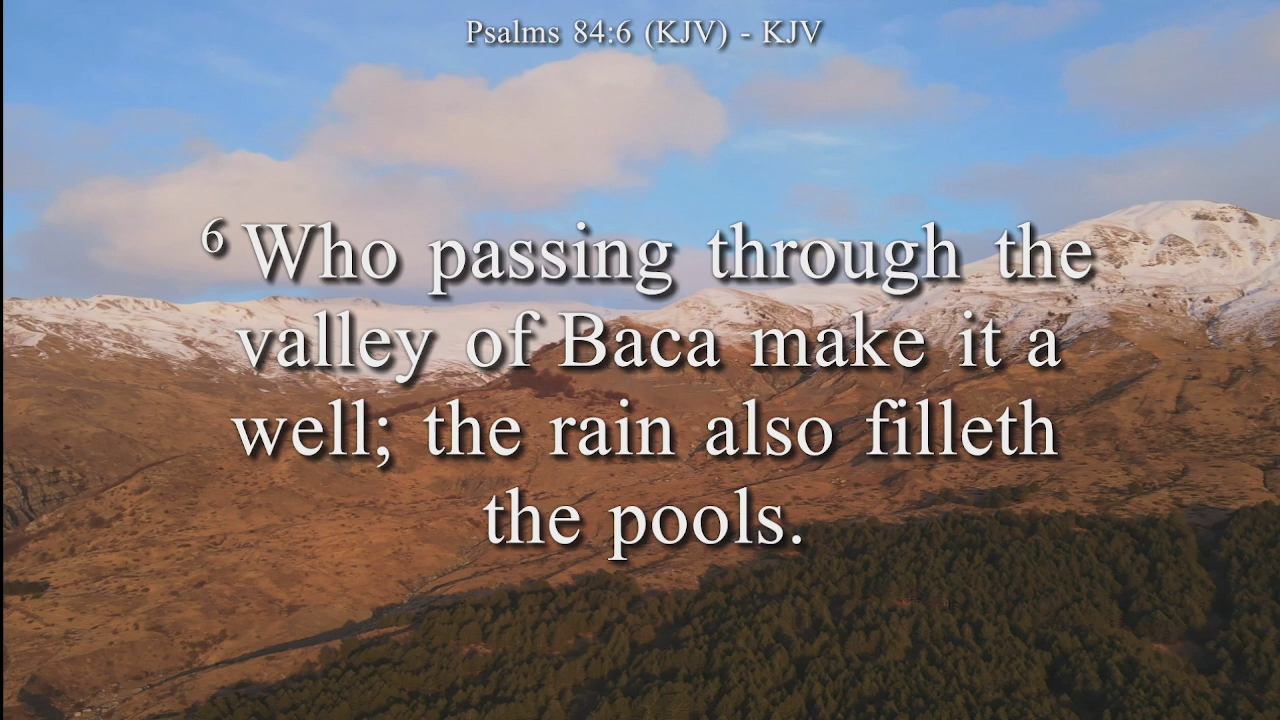 Psalms 84:6 (KJV) - KJV
6 Who passing through the
valley of Baca make it a
well; the rain also filleth
the pools.